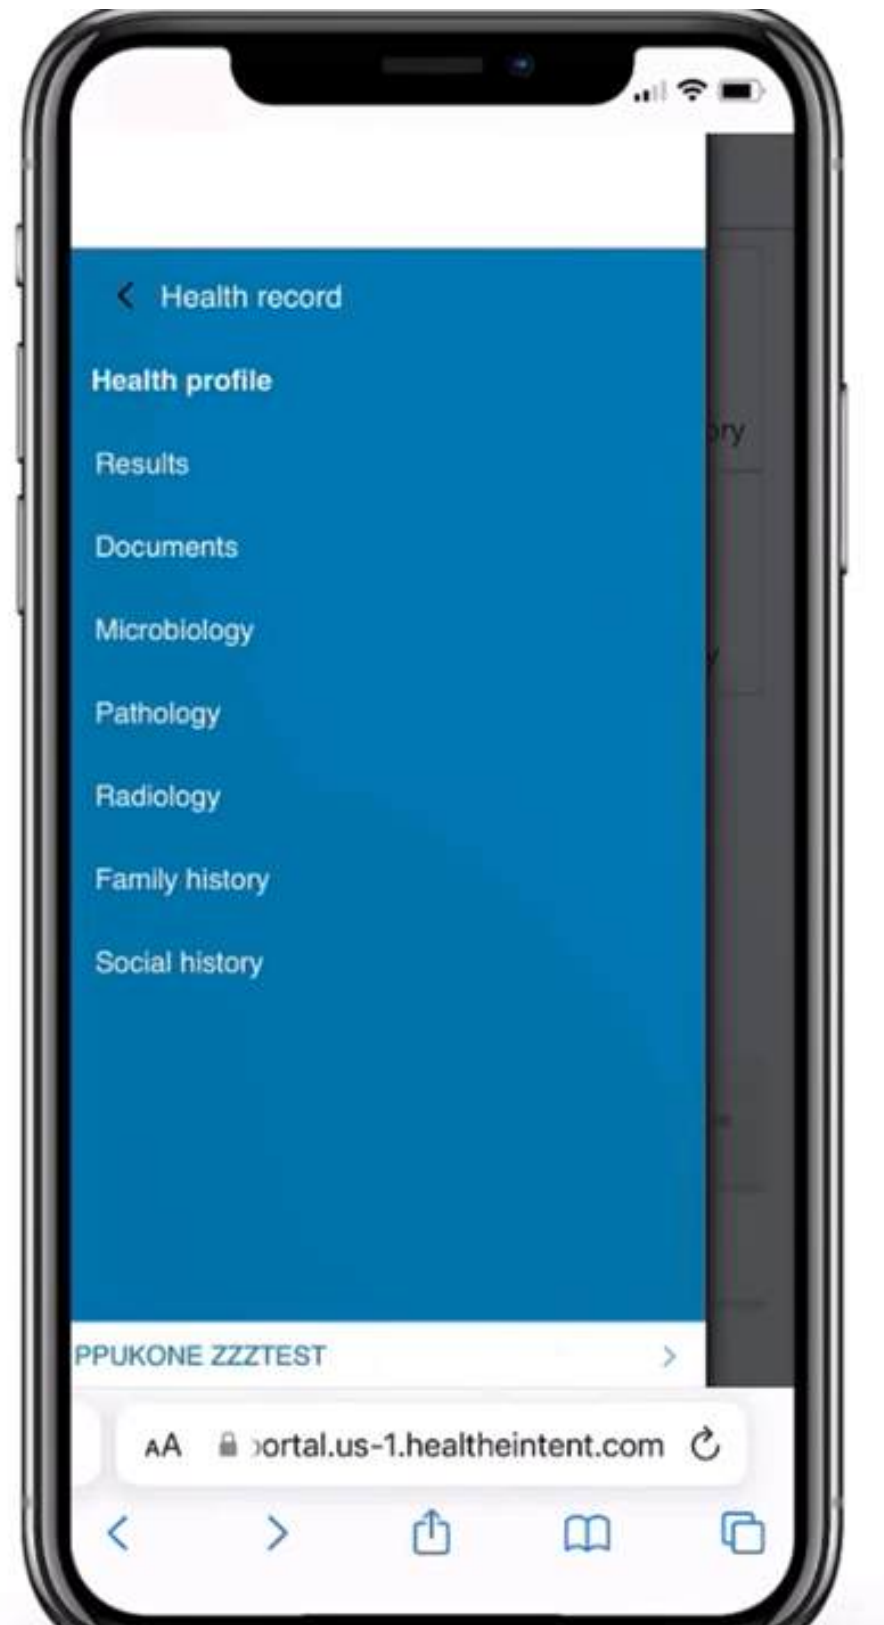 Health record
Health profile
ory
Results
Documents
Microbiology
y
Pathology
Radiology
Family history
Social history
PPUKONE ZZZTEST
AA
ortal.us-1.healtheintent.com